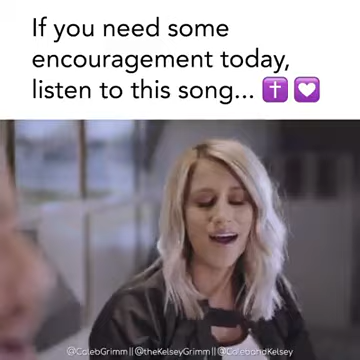 If you need some
encouragement today,
listen to this song... ✝️💟
@CalebGrimm||@theKelseyGrimm||@CalebandKelsey